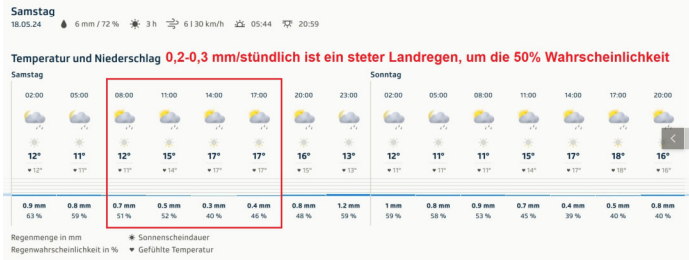 Samstag
18.05.24 6 mm / 72 % 3 h 6 | 30 km/h 05:44 20:59
Temperatur und Niederschlag 0,2-0,3 mm/stündlich ist ein steter Landregen, um die 50% Wahrscheinlichkeit
Samstag Sonntag
02:00 05:00 08:00 11:00 14:00 17:00 20:00 23:00 02:00 05:00 08:00 11:00 14:00 17:00 20:00
12° 11° 12° 15° 17° 17° 16° 13° 12° 11° 11° 15° 17° 18° 16°
♥ 12° ♥ 11° ♥ 11° ♥ 14° ♥ 17° ♥ 17° ♥ 15° ♥ 13° ♥ 11° ♥ 11° ♥ 11° ♥ 14° ♥ 17° ♥ 18° ♥ 16°
0.9 mm 0.8 mm 0.7 mm 0.5 mm 0.3 mm 0.4 mm 0.8 mm 1.2 mm 1 mm 0.8 mm 0.9 mm 0.7 mm 0.4 mm 0.5 mm 0.8 mm
63 % 59 % 51 % 52 % 40 % 46 % 48 % 59 % 59 % 58 % 53 % 45 % 39 % 40 % 40 %
Regenmenge in mm ☀ Sonnenscheindauer
Regenwahrscheinlichkeit in % ♥ Gefühlte Temperatur